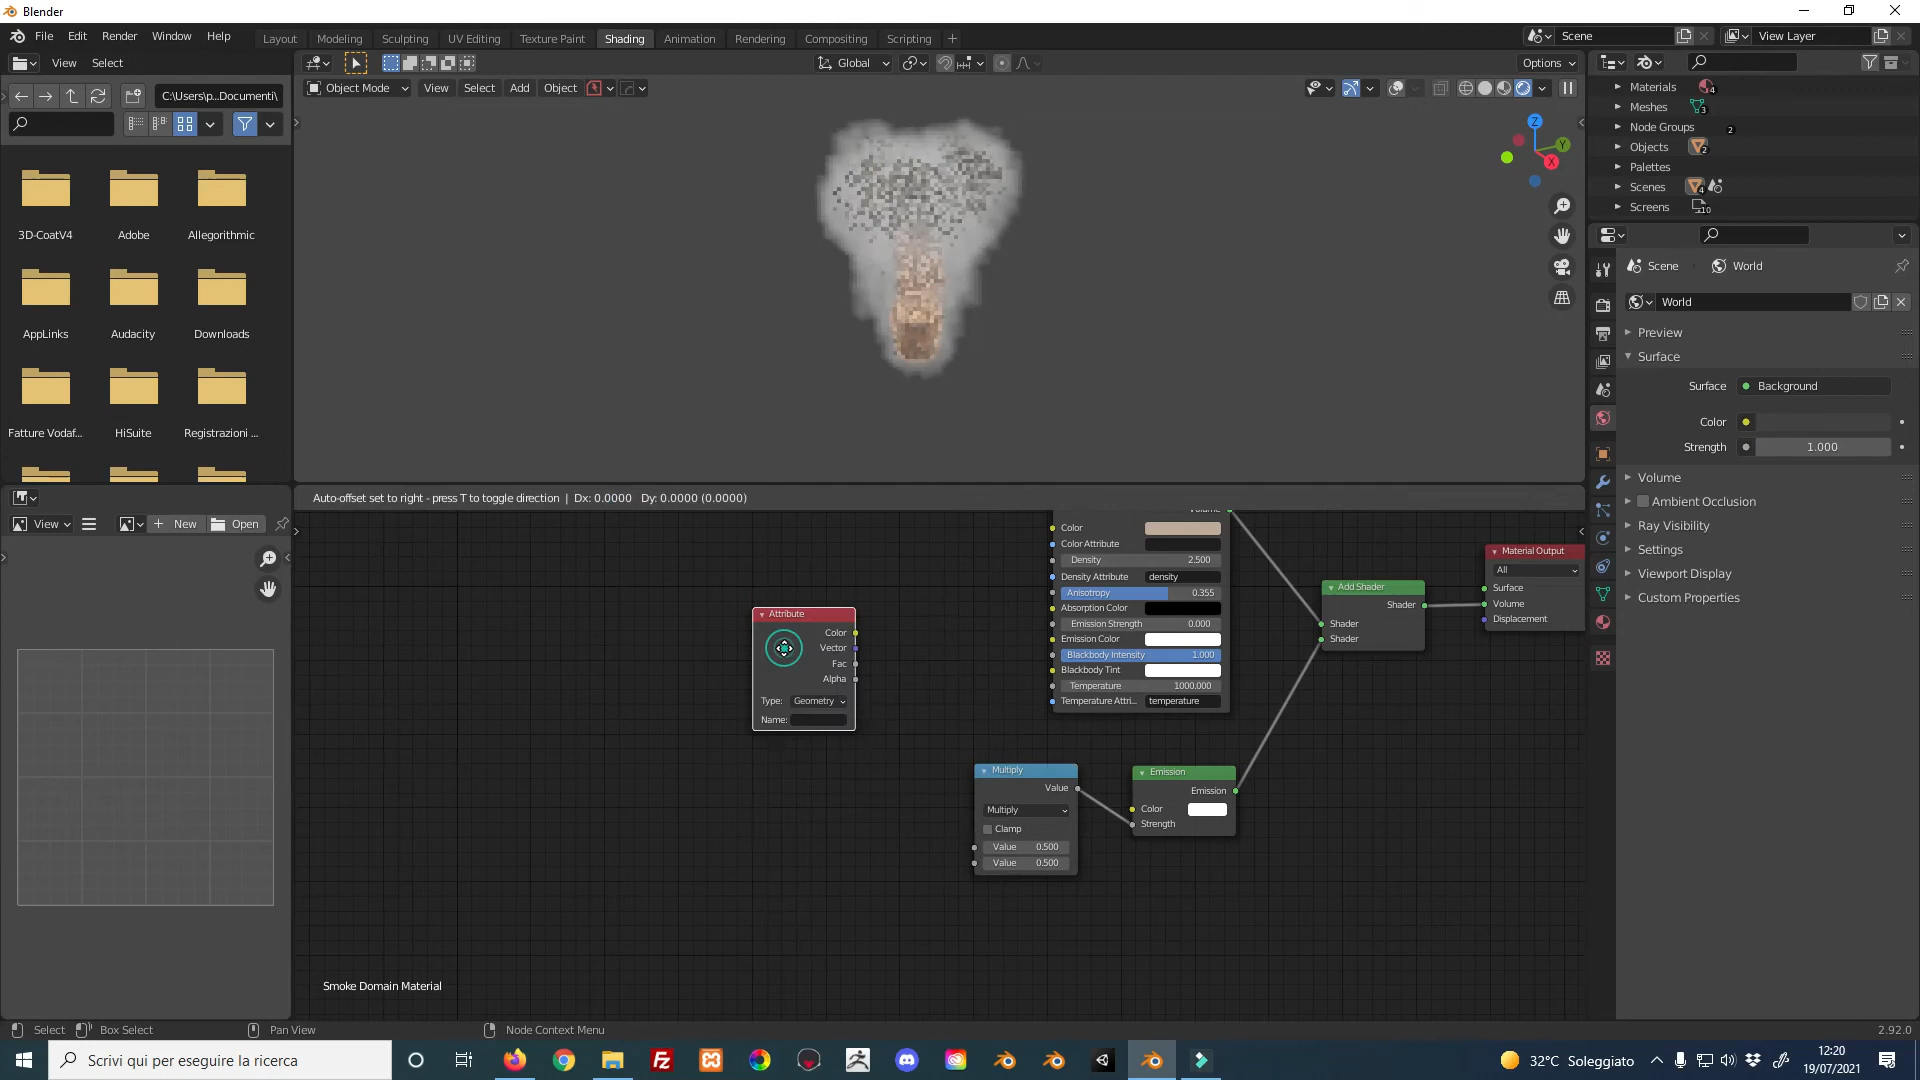 Blender
File Edit Render Window Help
Layout Modeling Sculpting UV Editing Texture Paint Shading Animation Rendering Compositing Scripting +
Scene
View Layer
View Select
Global
Options
C:\Users\p...Documenti\
Object Mode View Select Add Object
Materials 4
Meshes 3
Node Groups 2
Objects 2
Palettes
Scenes 4
Screens 10
Z
Y
X
3D-CoatV4 Adobe Allegorithmic
AppLinks Audacity Downloads
Fatture Vodaf... HiSuite Registrazioni ...
Scene World
World
Preview
Surface
Surface Background
Color
Strength 1.000
Volume
Ambient Occlusion
Ray Visibility
Settings
Viewport Display
Custom Properties
Auto-offset set to right - press T to toggle direction | Dx: 0.0000 Dy: 0.0000 (0.0000)
View New Open
Volume
Color
Color Attribute
Density 2.500
Density Attribute density
Anisotropy 0.355
Absorption Color
Emission Strength 0.000
Emission Color
Blackbody Intensity 1.000
Blackbody Tint
Temperature 1000.000
Temperature Attri... temperature
Attribute
Color
Vector
Fac
Alpha
Type: Geometry
Name:
Add Shader
Shader
Shader
Shader
Material Output
All
Surface
Volume
Displacement
Multiply
Value
Multiply
Clamp
Value 0.500
Value 0.500
Emission
Emission
Color
Strength
Smoke Domain Material
Select Box Select Pan View Node Context Menu 2.92.0
Scrivi qui per eseguire la ricerca
32°C Soleggiato
12:20
19/07/2021